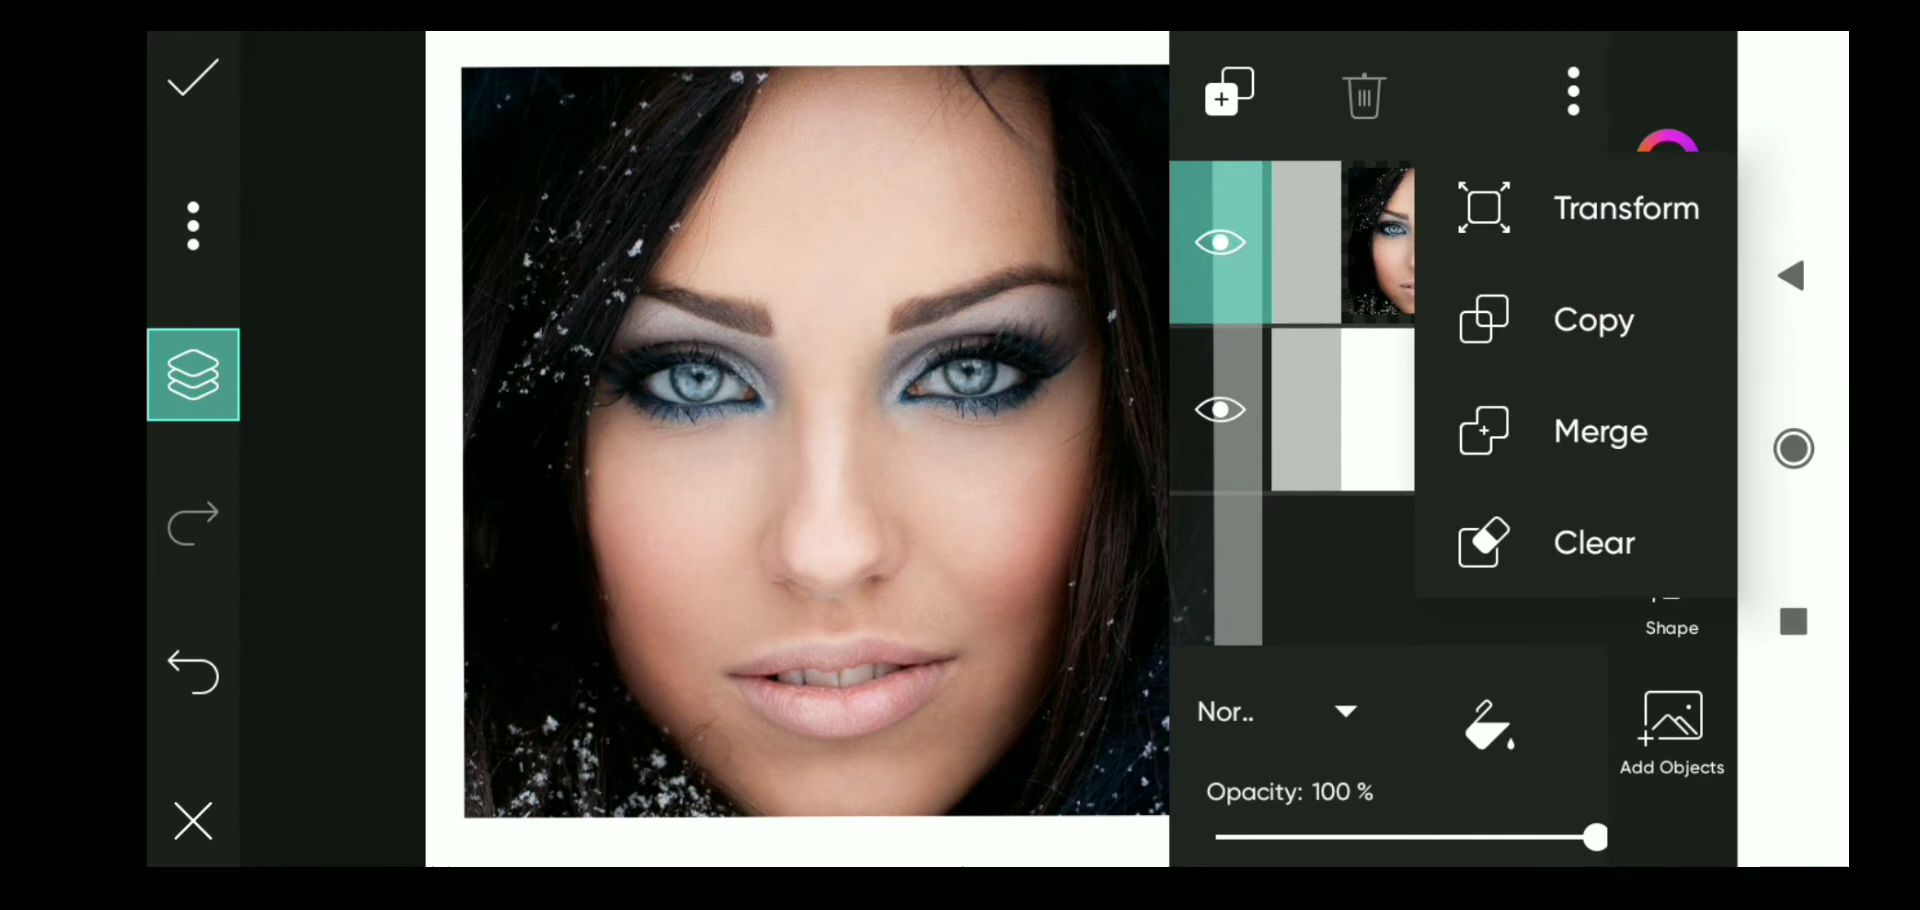 Transform
Copy
Merge
Clear
Shape
Nor..
Add Objects
Opacity: 100 %